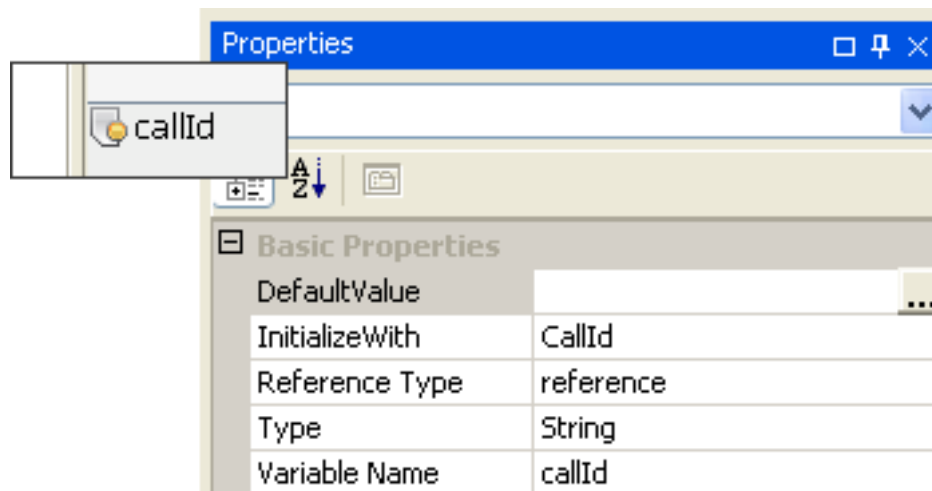 Properties
callId
A
Z
Basic Properties
DefaultValue
...
InitializeWith CallId
Reference Type reference
Type String
Variable Name callId